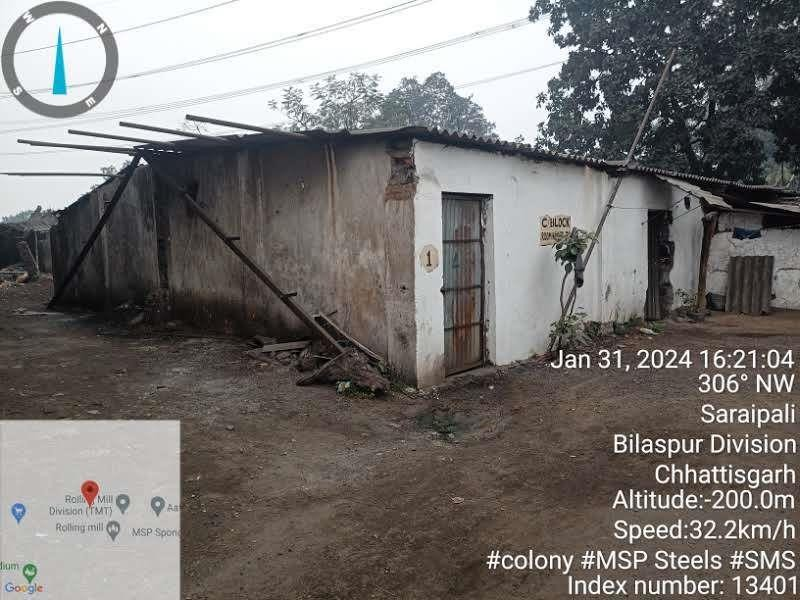 N
W
E
S
C BLOCK
1
Jan 31, 2024 16:21:04
306° NW
Saraipali
Bilaspur Division
Chhattisgarh
Altitude:-200.0m
Speed:32.2km/h
#colony #MSP Steels #SMS
Index number: 13401
Rolling Mill
Division (TMT)
Rolling mill
MSP Spong
Google